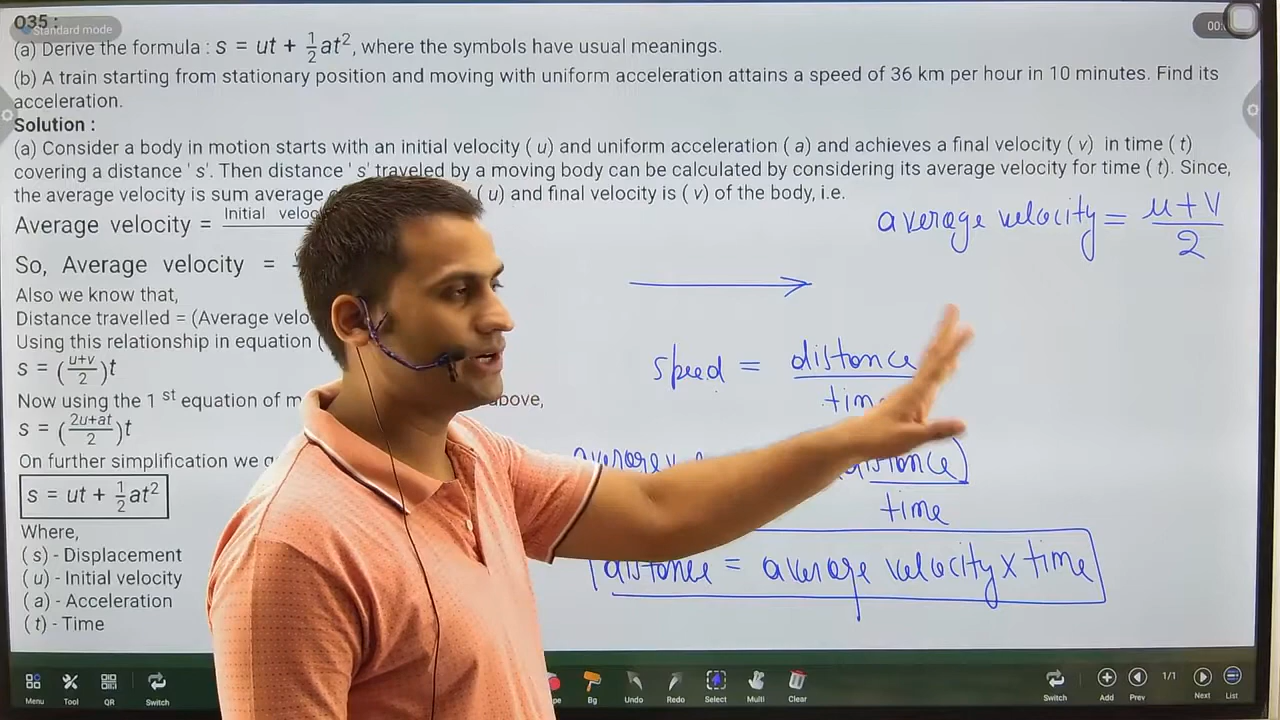 Q35 :
Standard mode
00:
(a) Derive the formula : s = ut + 1/2 at², where the symbols have usual meanings.
(b) A train starting from stationary position and moving with uniform acceleration attains a speed of 36 km per hour in 10 minutes. Find its
acceleration.
Solution :
(a) Consider a body in motion starts with an initial velocity ( u) and uniform acceleration ( a) and achieves a final velocity ( v) in time ( t)
covering a distance ' s'. Then distance ' s' traveled by a moving body can be calculated by considering its average velocity for time ( t). Since,
the average velocity is sum average ( u) and final velocity is ( v) of the body, i.e.
Average velocity = Initial
average velocity = u+v/2
So, Average velocity =
Also we know that,
Distance travelled = (Average
speed = distance/
Using this relationship in equation (
s = (u+v/2)t
Now using the 1 st equation of above,
s = (2u+at/2)t
time
On further simplification we
s = ut + 1/2 at²
Where,
( s) - Displacement
distance = average velocity x time
( u) - Initial velocity
( a) - Acceleration
( t) - Time
Menu Tool QR Switch Bg Undo Redo Select Multi Clear Switch Add Prev 1/1 Next List